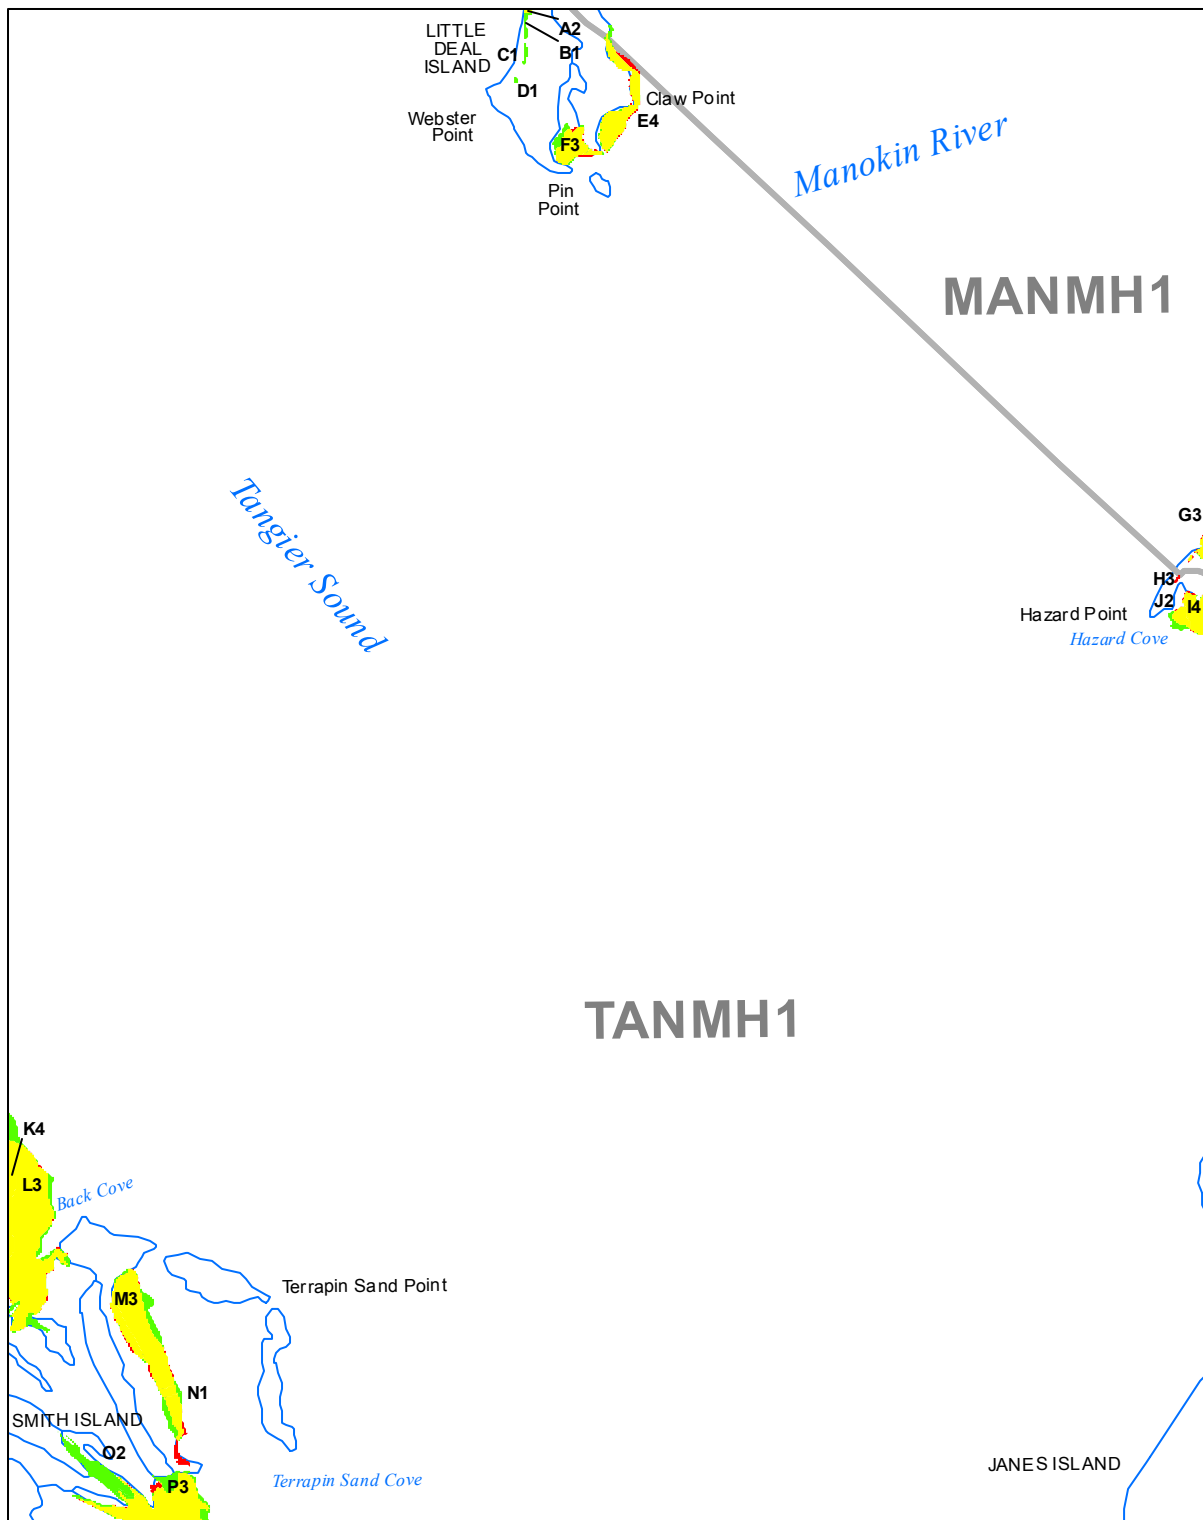 LITTLE
DEAL
ISLAND
A2
B1
C1
D1
Webster
Point
Claw Point
E4
F3
Pin
Point
Manokin River
MANMH1
Tangier Sound
G3
H3
J2
I4
Hazard Point
Hazard Cove
TANMH1
K4
L3
Back Cove
M3
Terrapin Sand Point
N1
SMITH ISLAND
O2
P3
Terrapin Sand Cove
JANES ISLAND